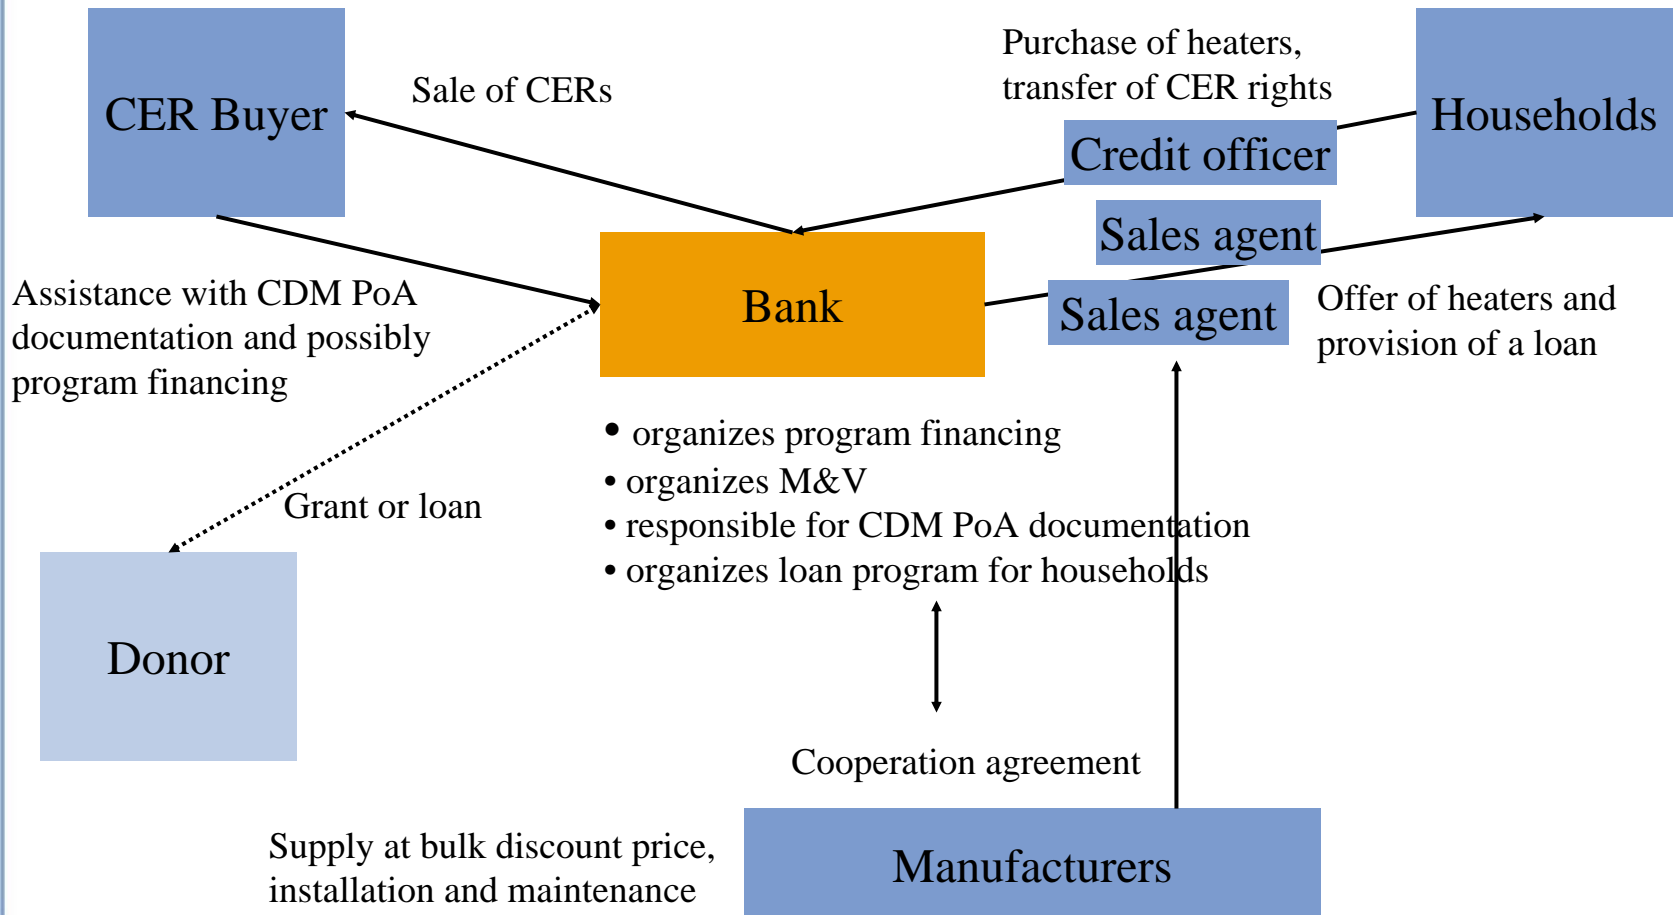 Purchase of heaters,
transfer of CER rights
CER Buyer
Sale of CERs
Households
Credit officer
Sales agent
Assistance with CDM PoA
documentation and possibly
program financing
Bank
Sales agent
Offer of heaters and
provision of a loan
• organizes program financing
• organizes M&V
• responsible for CDM PoA documentation
• organizes loan program for households
Grant or loan
Donor
Cooperation agreement
Supply at bulk discount price,
installation and maintenance
Manufacturers